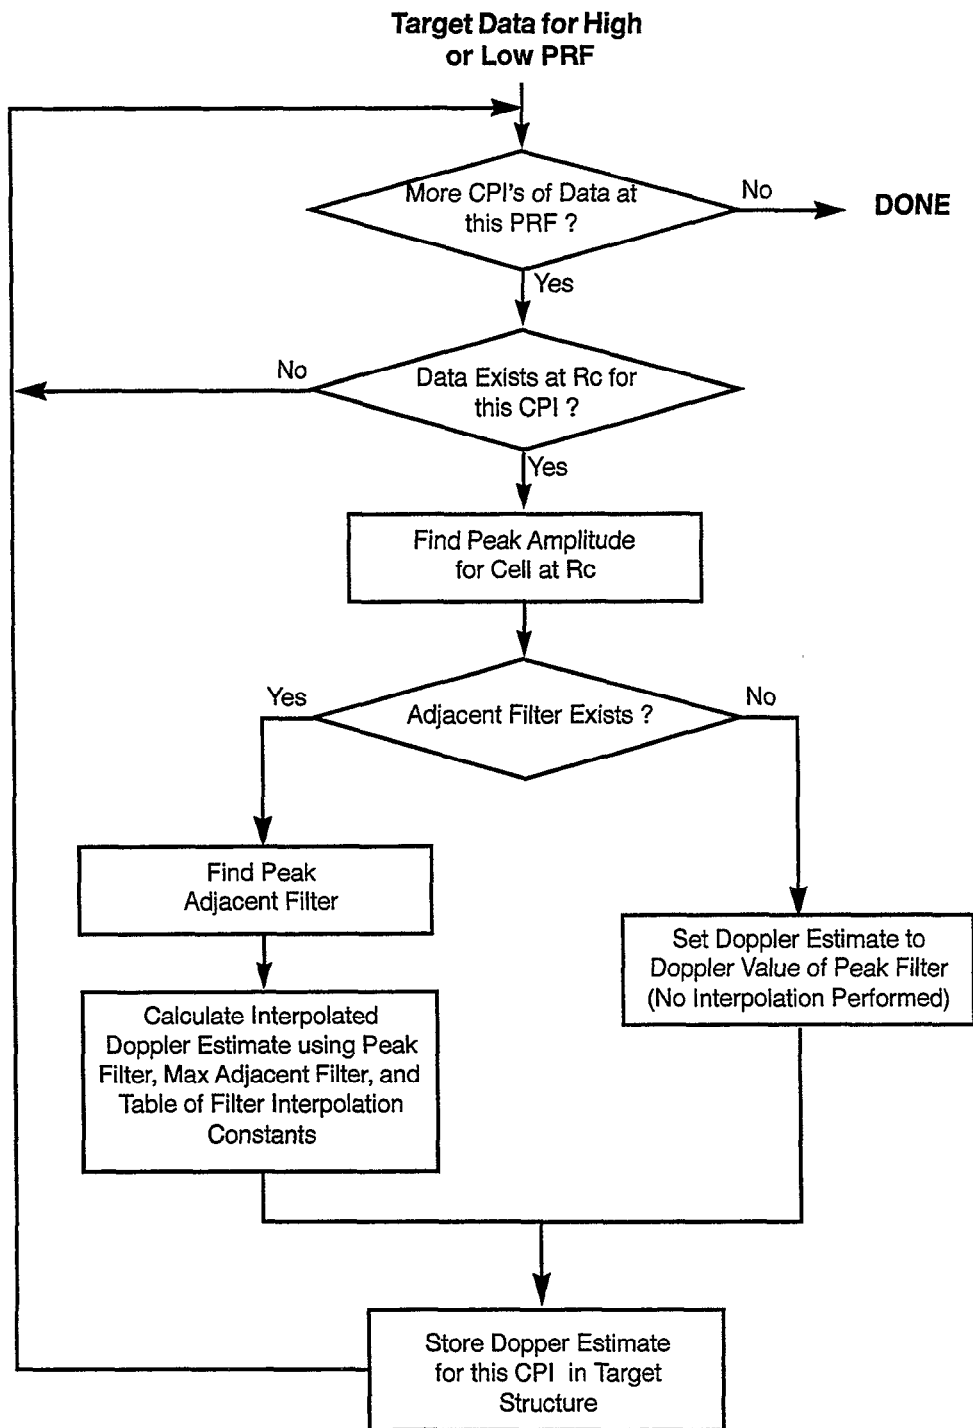 Target Data for High
or Low PRF
More CPI's of Data at
this PRF ?
No
DONE
Yes
No
Data Exists at Rc for
this CPI ?
Yes
Find Peak Amplitude
for Cell at Rc
Yes
Adjacent Filter Exists ?
No
Find Peak
Adjacent Filter
Set Doppler Estimate to
Doppler Value of Peak Filter
(No Interpolation Performed)
Calculate Interpolated
Doppler Estimate using Peak
Filter, Max Adjacent Filter, and
Table of Filter Interpolation
Constants
Store Dopper Estimate
for this CPI in Target
Structure